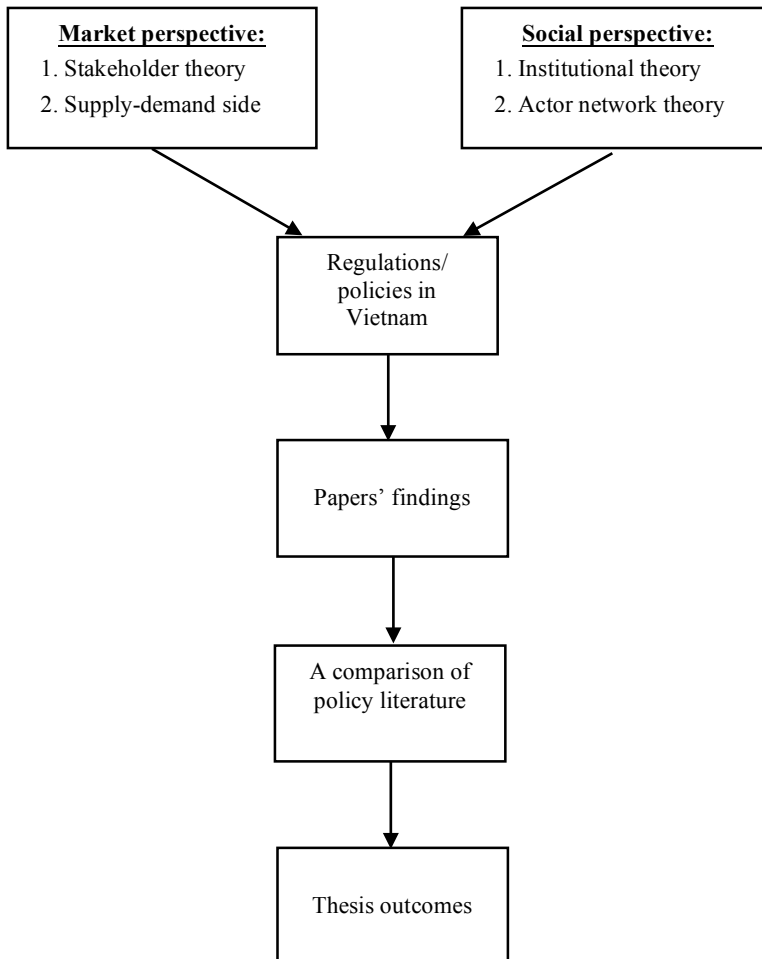 Market perspective:
1. Stakeholder theory
2. Supply-demand side
Social perspective:
1. Institutional theory
2. Actor network theory
Regulations/
policies in
Vietnam
Papers’ findings
A comparison of
policy literature
Thesis outcomes